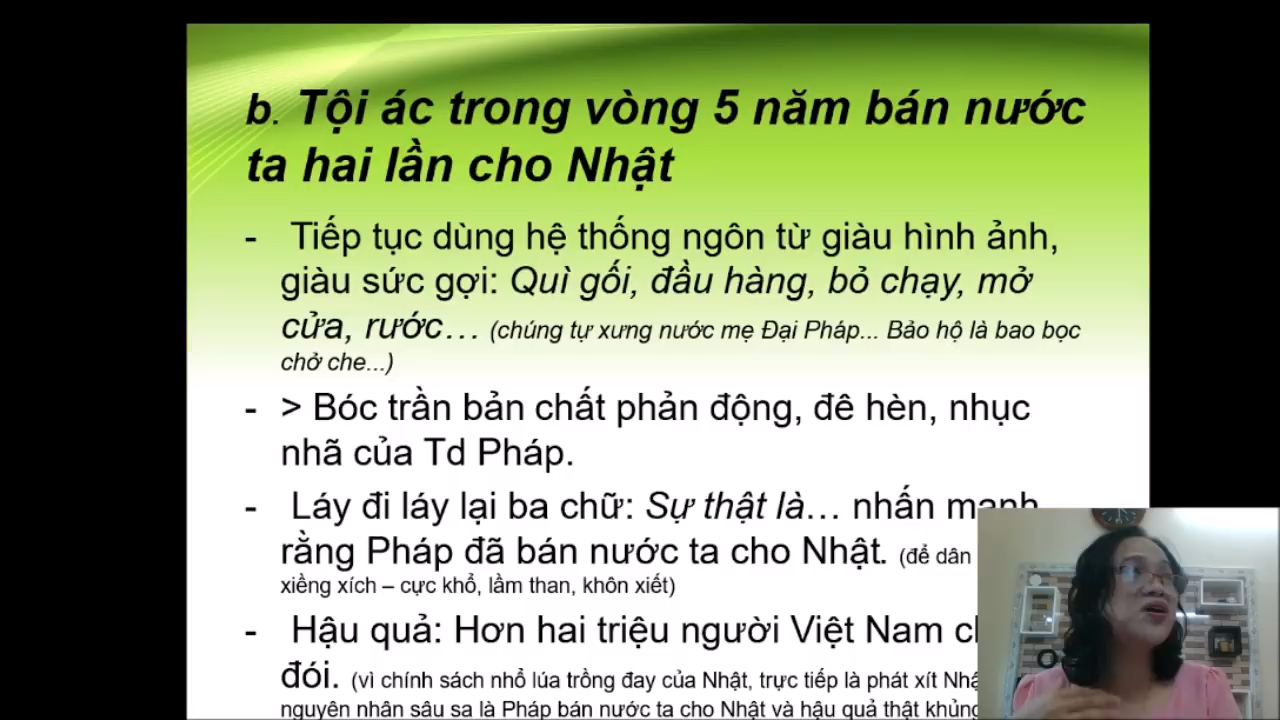 b. Tội ác trong vòng 5 năm bán nước
ta hai lần cho Nhật
- Tiếp tục dùng hệ thống ngôn từ giàu hình ảnh,
giàu sức gợi: Quì gối, đầu hàng, bỏ chạy, mở
cửa, rước… (chúng tự xưng nước mẹ Đại Pháp... Bảo hộ là bao bọc
chở che...)
- > Bóc trần bản chất phản động, đê hèn, nhục
nhã của Td Pháp.
- Láy đi láy lại ba chữ: Sự thật là… nhấn mạnh
rằng Pháp đã bán nước ta cho Nhật. (để dân
xiềng xích – cực khổ, lầm than, khôn xiết)
- Hậu quả: Hơn hai triệu người Việt Nam
đói. (vì chính sách nhổ lúa trồng đay của Nhật, trực tiếp là phát xít
nguyên nhân sâu sa là Pháp bán nước ta cho Nhật và hậu quả thật